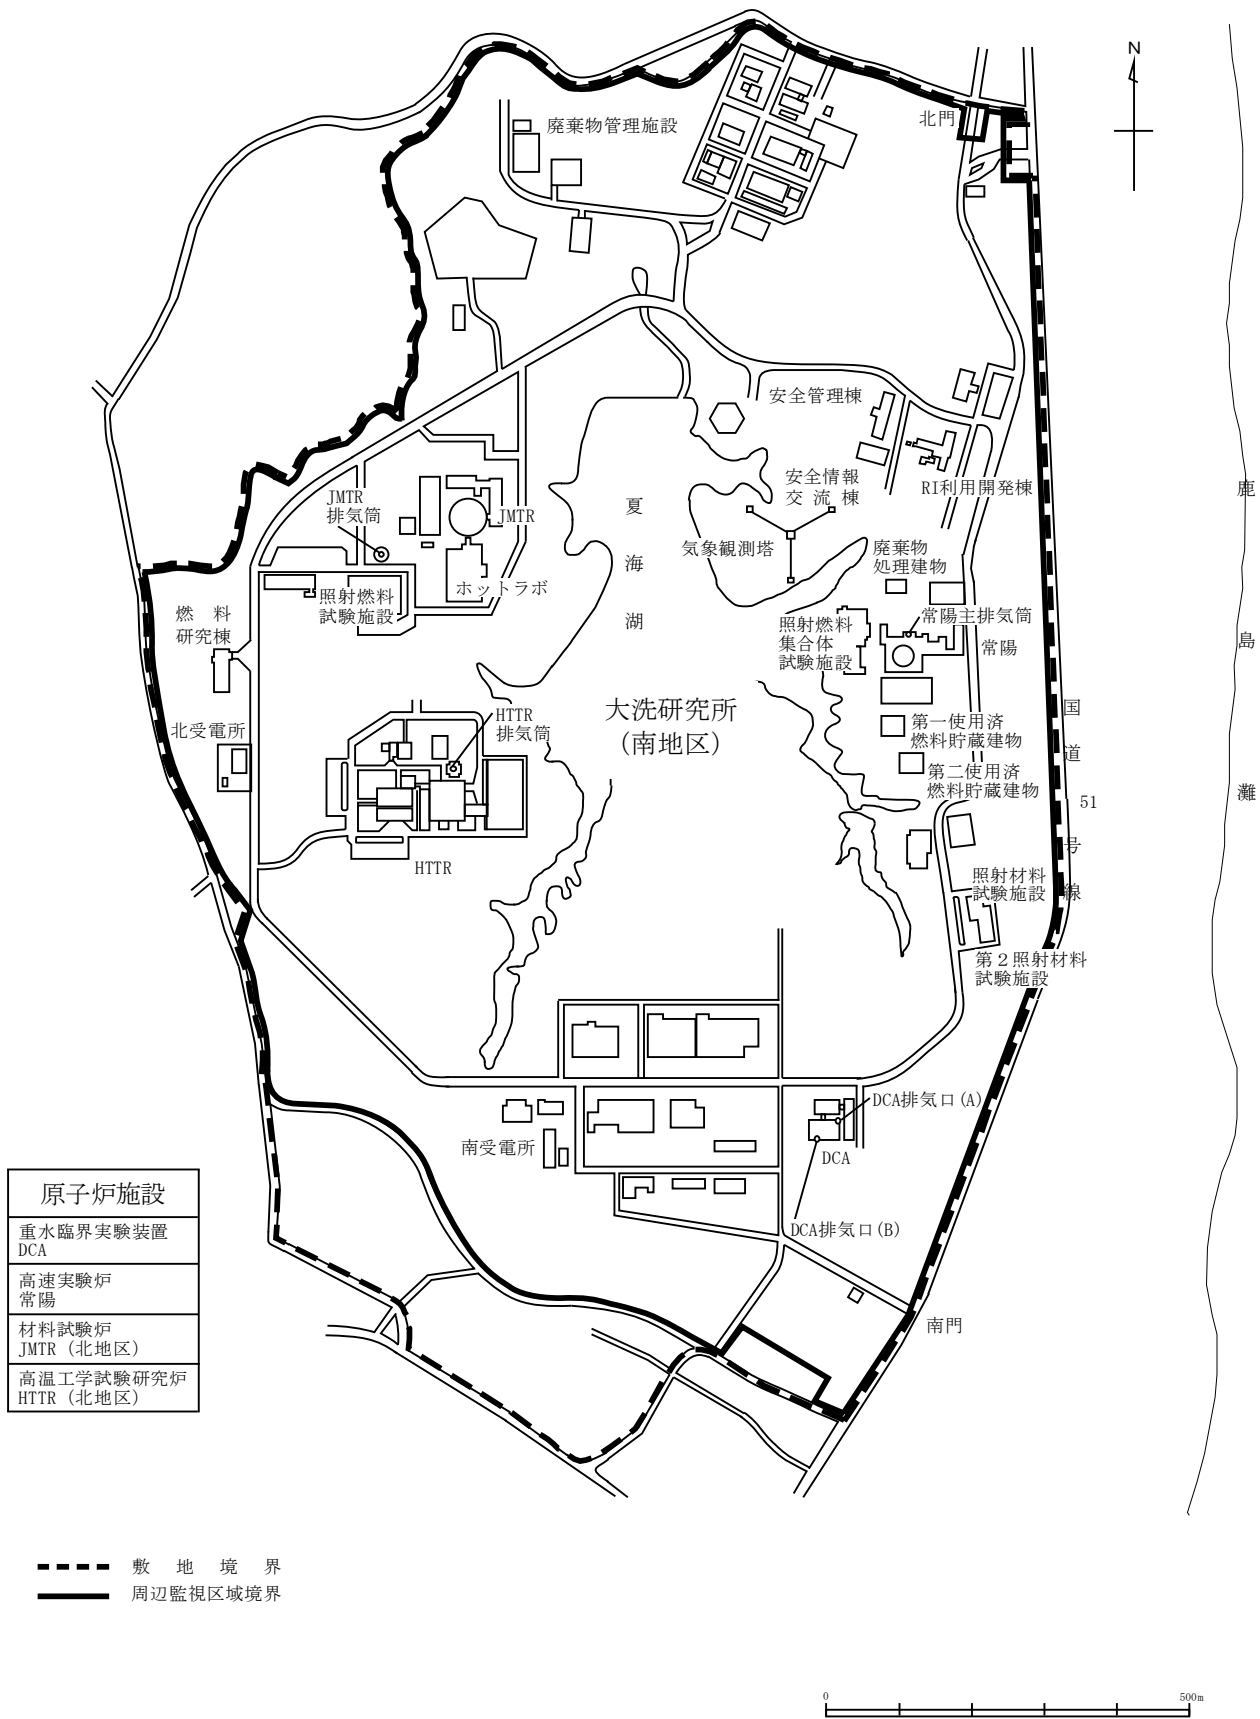 N
北門
廃棄物管理施設
安全管理棟
安全情報
交 流 棟
RI利用開発棟
夏
海
湖
鹿
島
灘
JMTR
排気筒
JMTR
気象観測塔
廃棄物
処理建物
ホットラボ
照射燃料
試験施設
燃　料
研究棟
照射燃料
集合体
試験施設
常陽主排気筒
常陽
北受電所
HTTR
排気筒
大洗研究所
（南地区）
第一使用済
燃料貯蔵建物
第二使用済
燃料貯蔵建物
国
道
51
号
線
HTTR
照射材料
試験施設
第２照射材料
試験施設
DCA排気口(A)
南受電所
DCA
DCA排気口(B)
南門
原子炉施設
重水臨界実験装置
DCA
高速実験炉
常陽
材料試験炉
JMTR（北地区）
高温工学試験研究炉
HTTR（北地区）
敷　地　境　界
周辺監視区域境界
0
500m